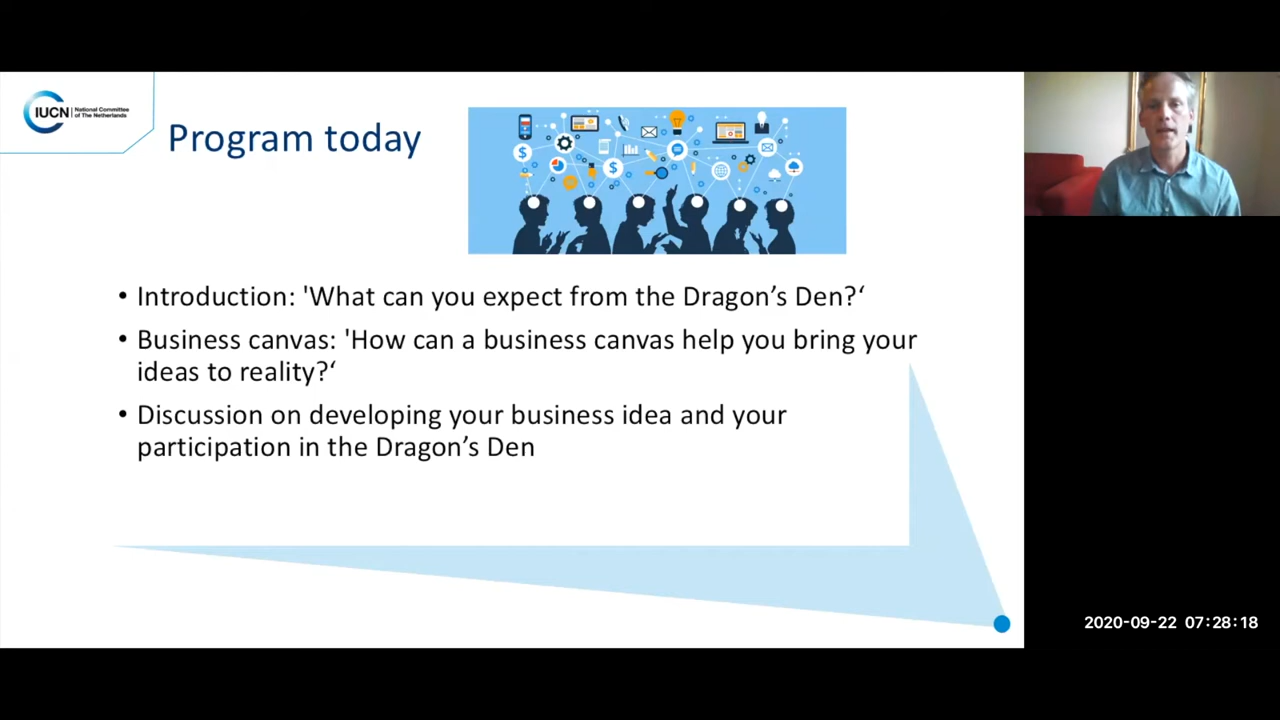 IUCN
National Committee
of The Netherlands
Program today
• Introduction: 'What can you expect from the Dragon’s Den?‘
• Business canvas: 'How can a business canvas help you bring your
ideas to reality?‘
• Discussion on developing your business idea and your
participation in the Dragon’s Den
2020-09-22 07:28:18